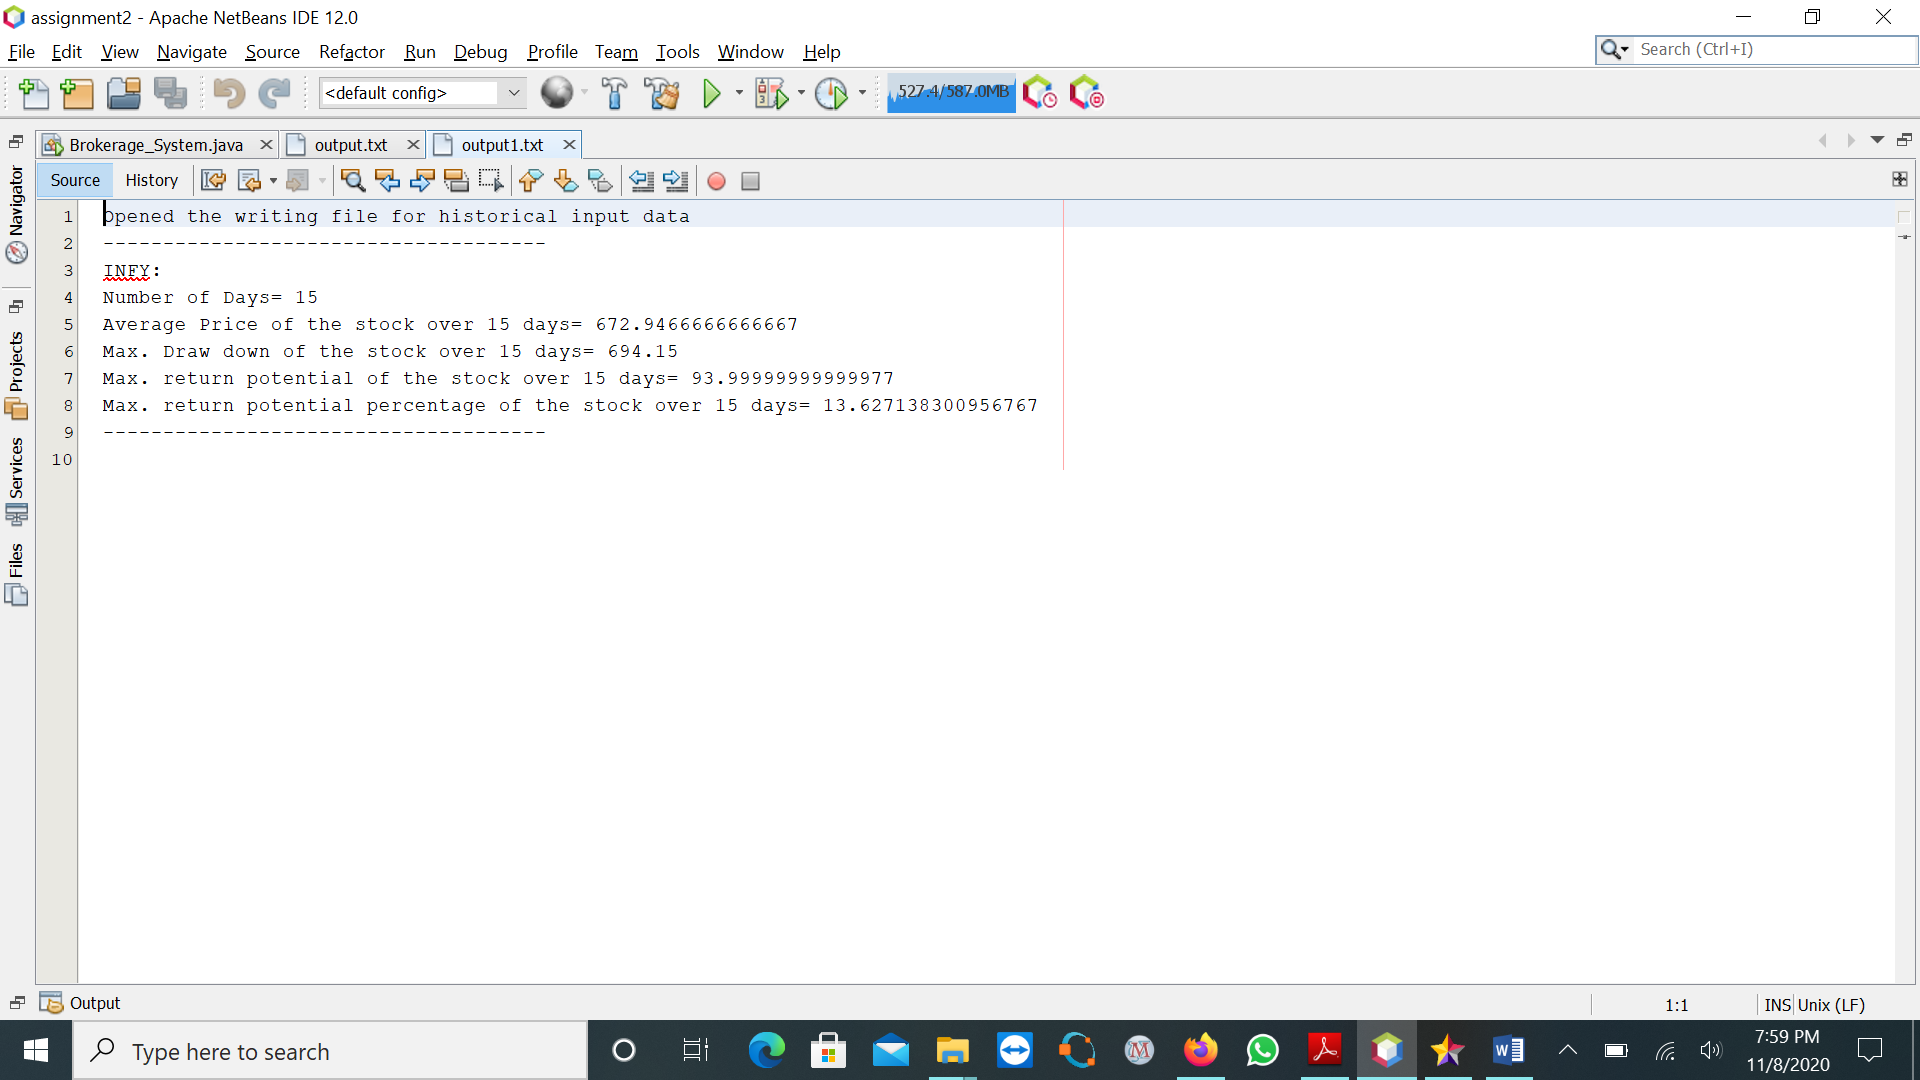 assignment2 - Apache NetBeans IDE 12.0
File Edit View Navigate Source Refactor Run Debug Profile Team Tools Window Help
Search (Ctrl+I)
<default config>
527.4/587.0MB
Brokerage_System.java output.txt output1.txt
Source History
Navigator
Projects
Services
Files
1 Opened the writing file for historical input data
2 -------------------------------------
3 INFY:
4 Number of Days= 15
5 Average Price of the stock over 15 days= 672.9466666666667
6 Max. Draw down of the stock over 15 days= 694.15
7 Max. return potential of the stock over 15 days= 93.99999999999977
8 Max. return potential percentage of the stock over 15 days= 13.627138300956767
9 -------------------------------------
10
Output
1:1 INS Unix (LF)
Type here to search
7:59 PM
11/8/2020